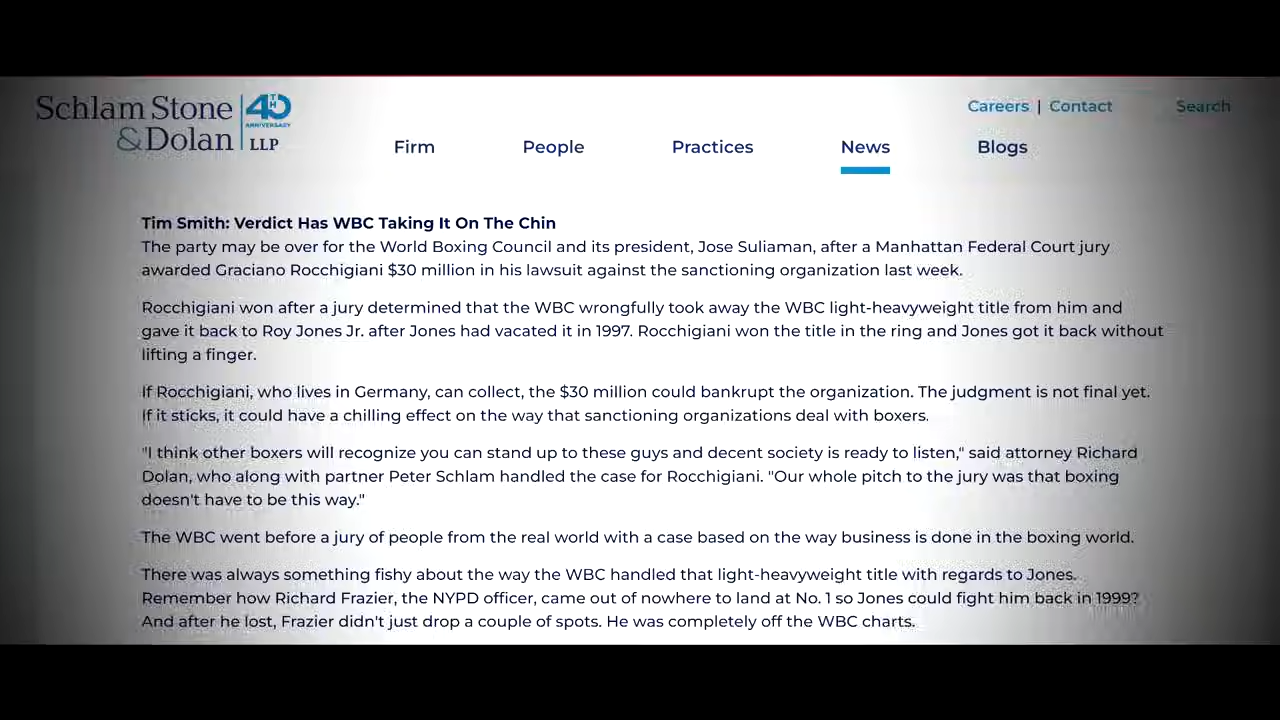 Schlam Stone
& Dolan LLP
40TH
ANNIVERSARY
Careers | Contact
Search
Firm
People
Practices
News
Blogs
Tim Smith: Verdict Has WBC Taking It On The Chin
The party may be over for the World Boxing Council and its president, Jose Suliaman, after a Manhattan Federal Court jury
awarded Graciano Rocchigiani $30 million in his lawsuit against the sanctioning organization last week.
Rocchigiani won after a jury determined that the WBC wrongfully took away the WBC light-heavyweight title from him and
gave it back to Roy Jones Jr. after Jones had vacated it in 1997. Rocchigiani won the title in the ring and Jones got it back without
lifting a finger.
If Rocchigiani, who lives in Germany, can collect, the $30 million could bankrupt the organization. The judgment is not final yet.
If it sticks, it could have a chilling effect on the way that sanctioning organizations deal with boxers.
"I think other boxers will recognize you can stand up to these guys and decent society is ready to listen," said attorney Richard
Dolan, who along with partner Peter Schlam handled the case for Rocchigiani. "Our whole pitch to the jury was that boxing
doesn't have to be this way."
The WBC went before a jury of people from the real world with a case based on the way business is done in the boxing world.
There was always something fishy about the way the WBC handled that light-heavyweight title with regards to Jones.
Remember how Richard Frazier, the NYPD officer, came out of nowhere to land at No. 1 so Jones could fight him back in 1999?
And after he lost, Frazier didn't just drop a couple of spots. He was completely off the WBC charts.